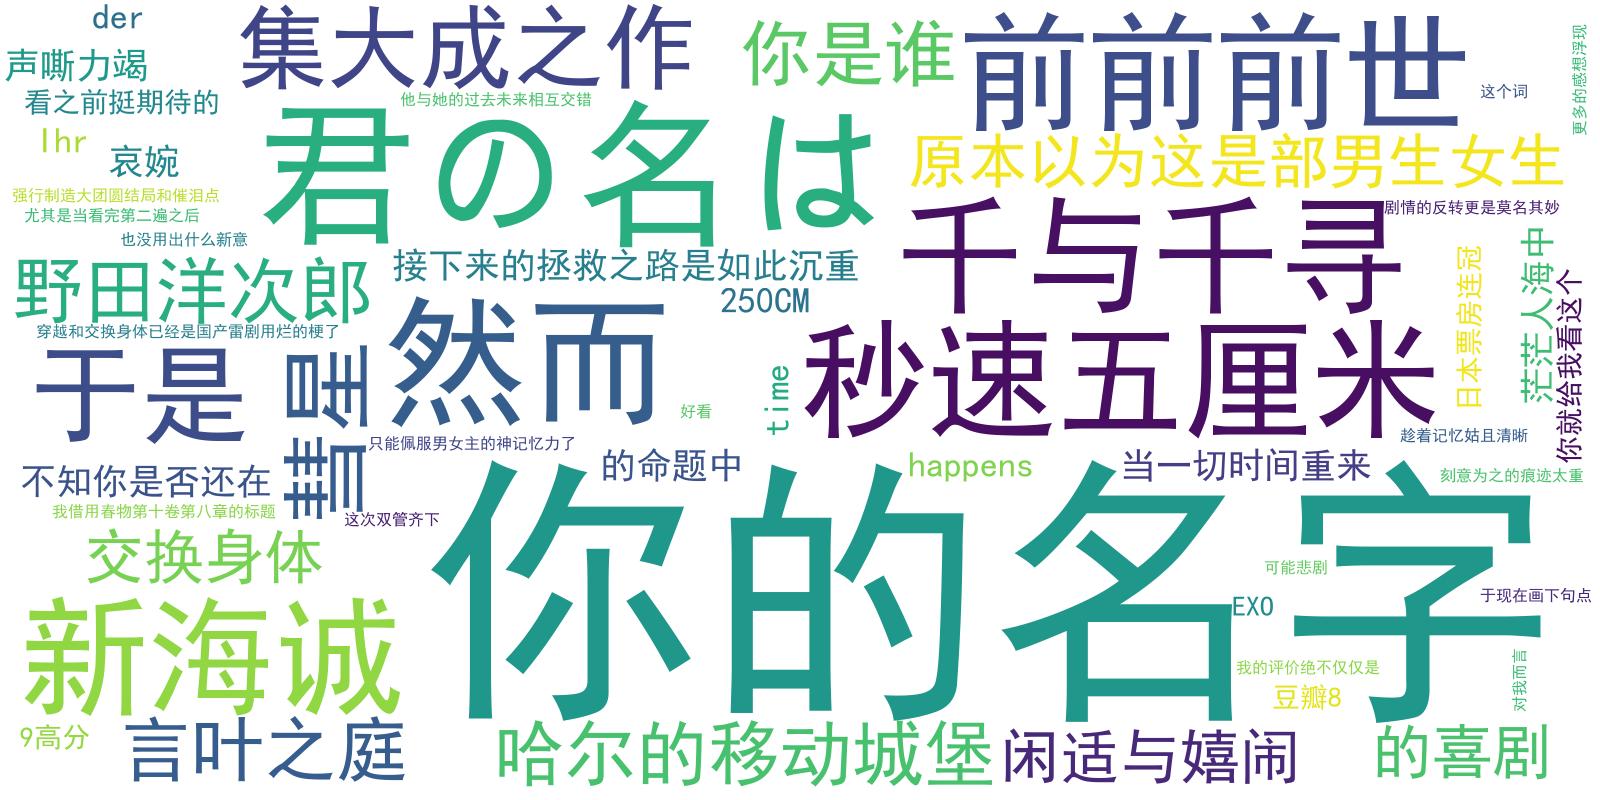 der
集大成之作
你是谁
前前前世
更多的感想浮现
声嘶力竭
看之前挺期待的
他与她的过去未来相互交错
这个词
Ihr
哀婉
君の名は
原本以为这是部男生女生
强行制造大团圆结局和催泪点
尤其是当看完第二遍之后
也没用出什么新意
千与千寻
剧情的反转更是莫名其妙
野田洋次郎
接下来的拯救之路是如此沉重
250CM
日本票房连冠
茫茫人海中
你就给我看这个
穿越和交换身体已经是国产雷剧用烂的梗了
于是
彗星
然而
好看
time
秒速五厘米
只能佩服男女主的神记忆力了
趁着记忆姑且清晰
不知你是否还在
的命题中
happens
当一切时间重来
刻意为之的痕迹太重
我借用春物第十卷第八章的标题
这次双管齐下
交换身体
你的名字
可能悲剧
EXO
于现在画下句点
新海诚
我的评价绝不仅仅是
豆瓣8
对我而言
9高分
言叶之庭
哈尔的移动城堡
闲适与嬉闹
的喜剧